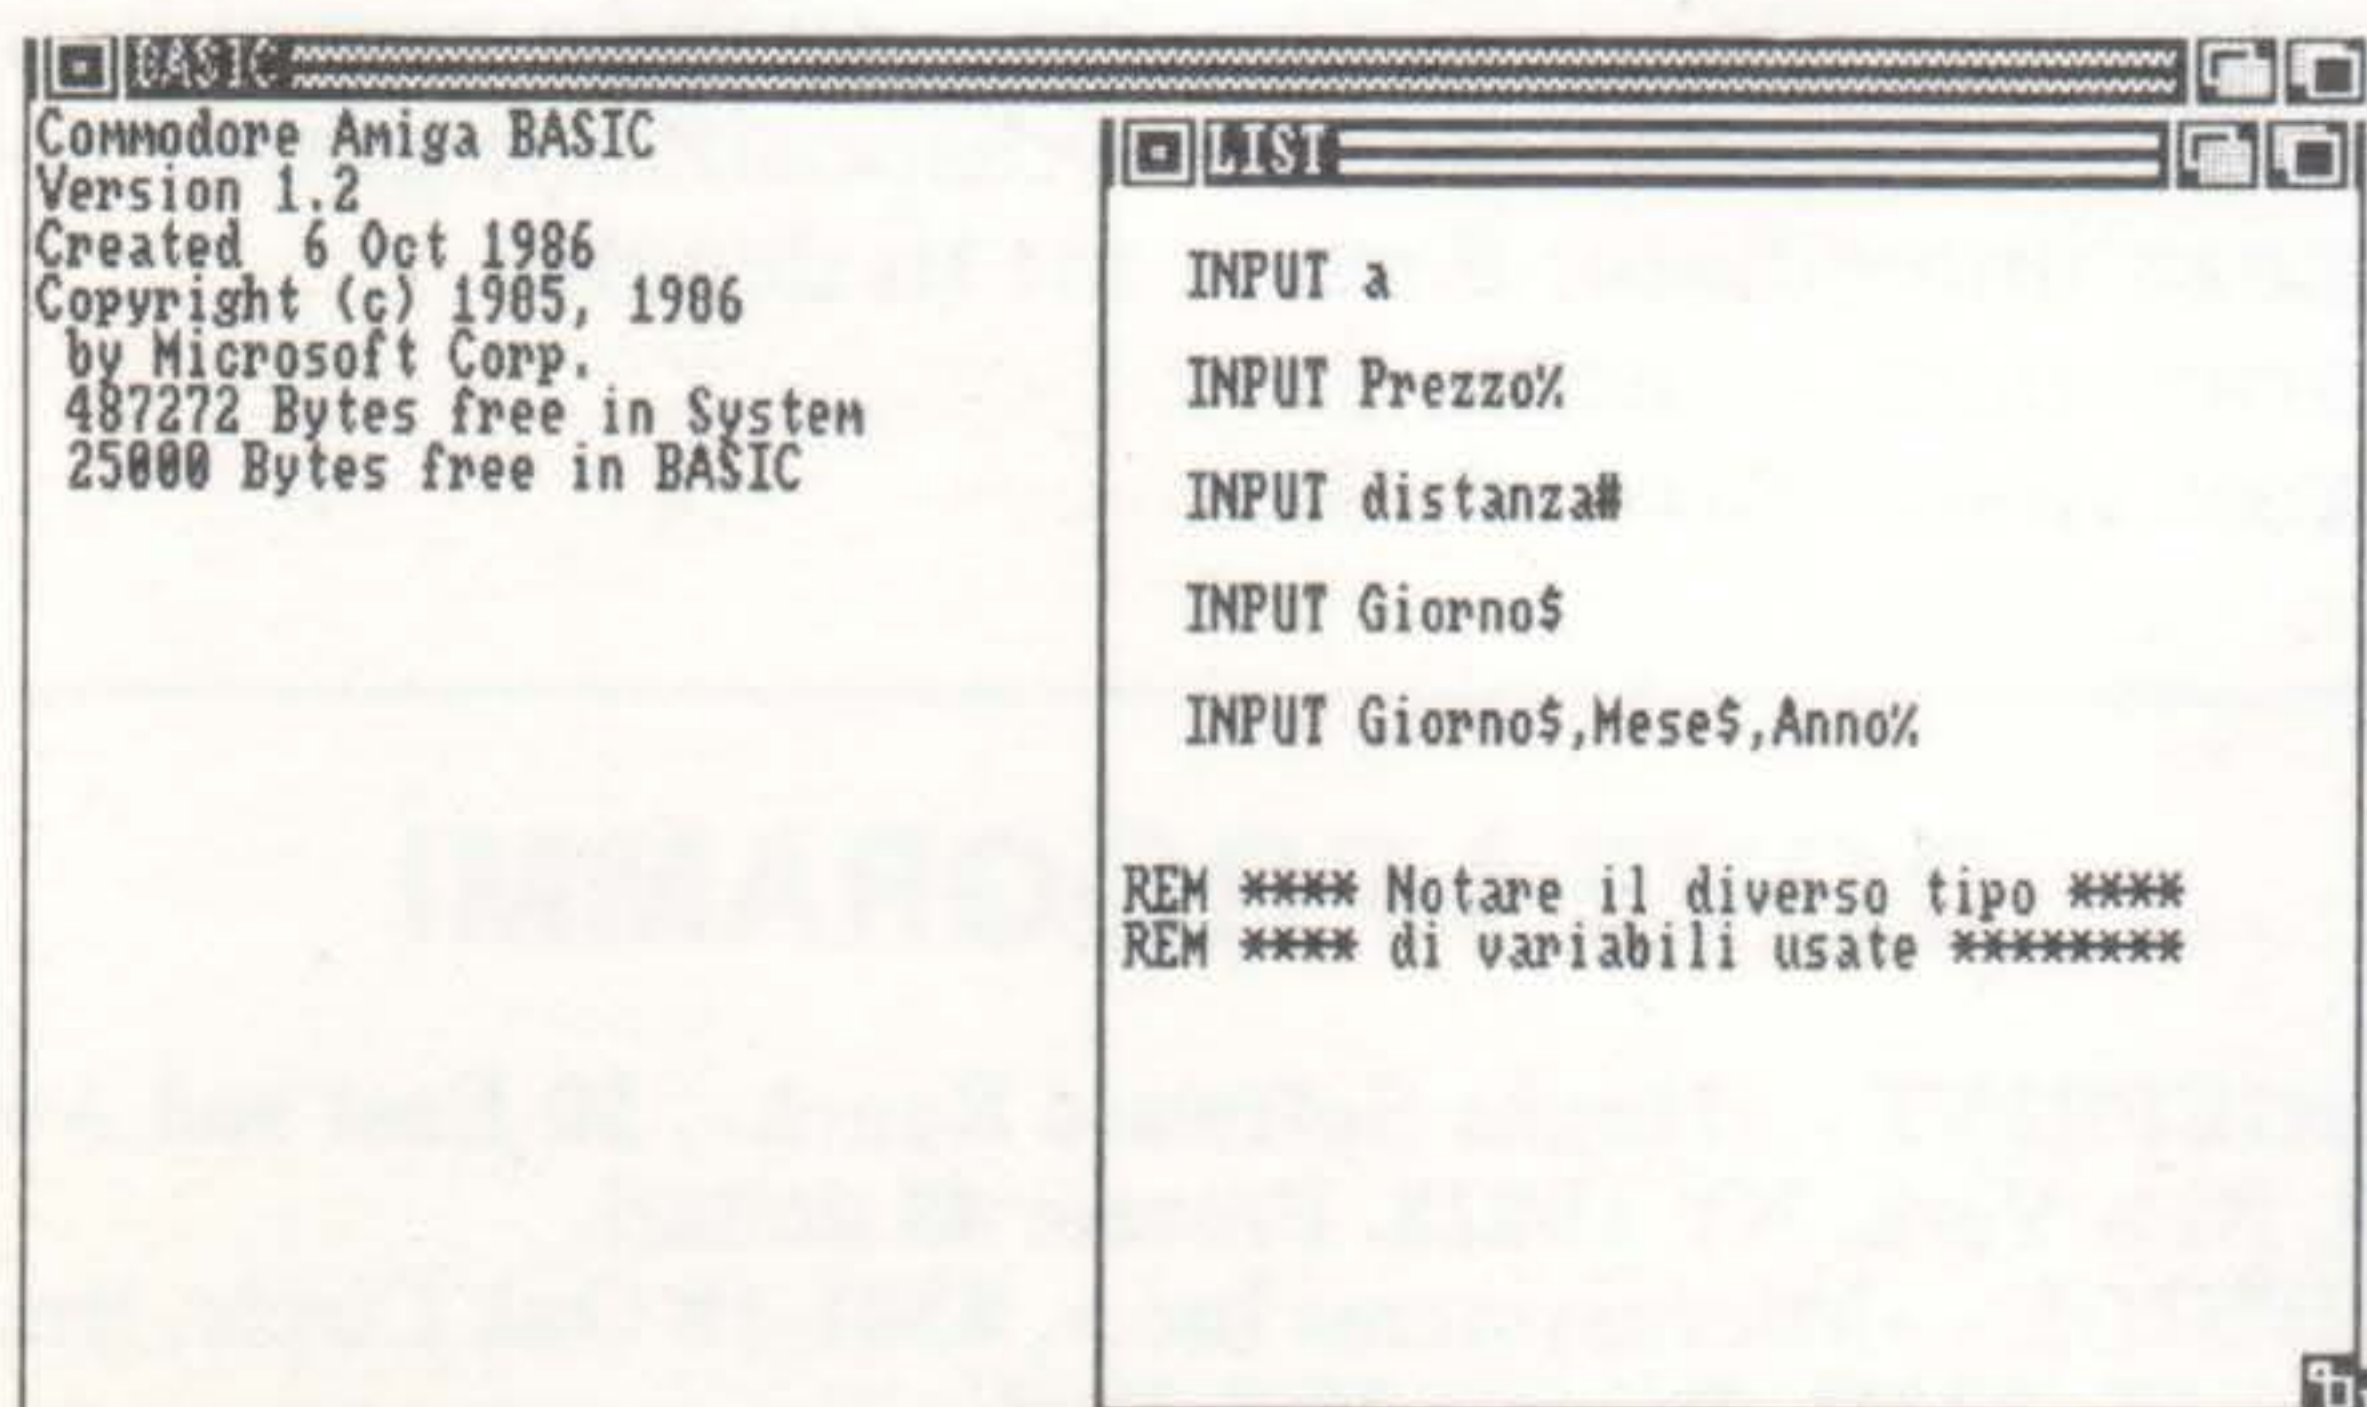 BASIC
Commodore Amiga BASIC
Version 1.2
Created  6 Oct 1986
Copyright (c) 1985, 1986
 by Microsoft Corp.
 487272 Bytes free in System
 25000 Bytes free in BASIC
LIST
INPUT a
INPUT Prezzo%
INPUT distanza#
INPUT Giorno$
INPUT Giorno$,Mese$,Anno%
REM **** Notare il diverso tipo ****
REM **** di variabili usate ********